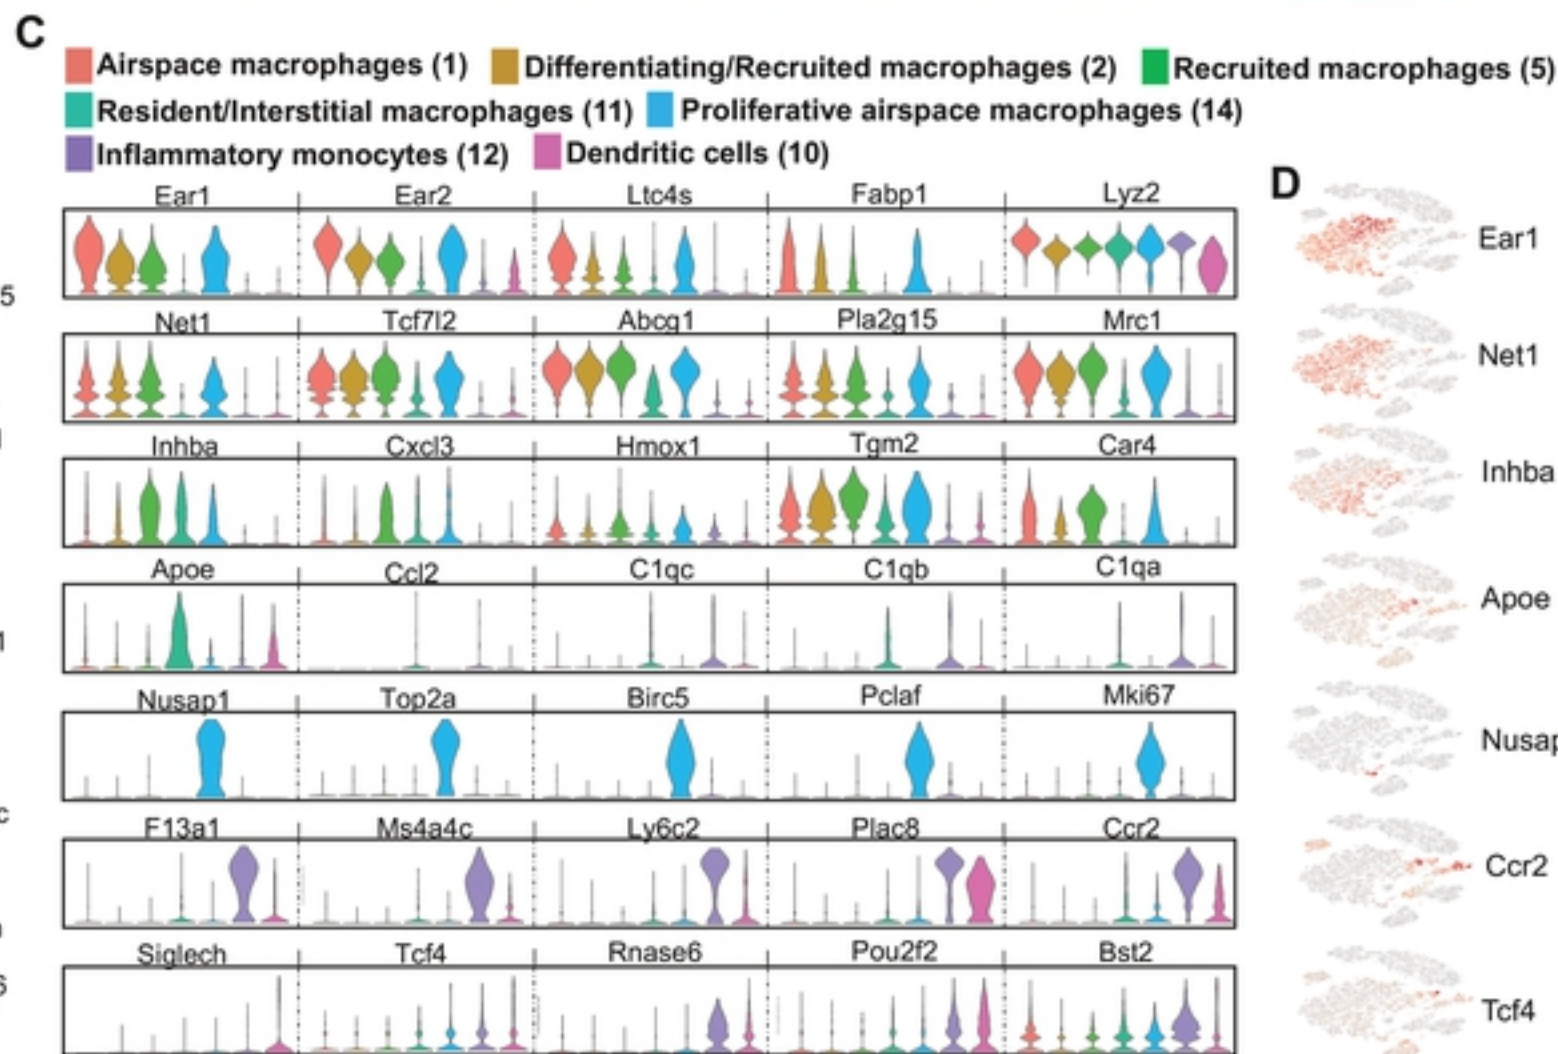 C
Airspace macrophages (1) Differentiating/Recruited macrophages (2) Recruited macrophages (5)
Resident/Interstitial macrophages (11) Proliferative airspace macrophages (14)
Inflammatory monocytes (12) Dendritic cells (10)
D
Ear1 Ear2 Ltc4s Fabp1 Lyz2
Ear1
5
Net1 Tcf7l2 Abcg1 Pla2g15 Mrc1
Net1
Inhba Cxcl3 Hmox1 Tgm2 Car4
Inhba
Apoe Ccl2 C1qc C1qb C1qa
Apoe
Nusap1 Top2a Birc5 Pclaf Mki67
Nusap
c
F13a1 Ms4a4c Ly6c2 Plac8 Ccr2
Ccr2
Siglech Tcf4 Rnase6 Pou2f2 Bst2
Tcf4